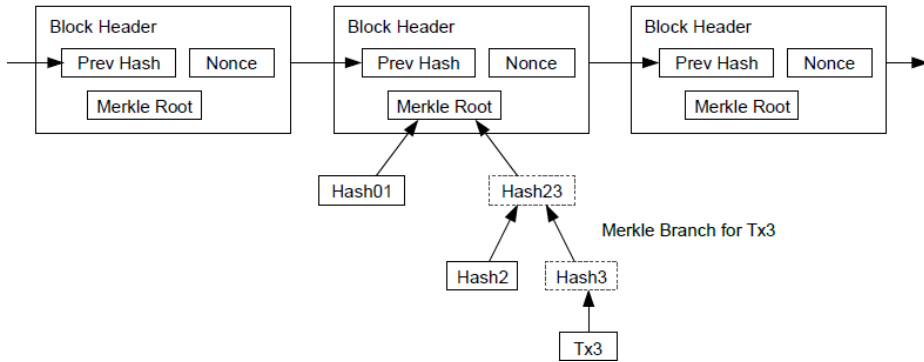 Block Header
Block Header
Block Header
Prev Hash
Nonce
Prev Hash
Nonce
Prev Hash
Nonce
Merkle Root
Merkle Root
Merkle Root
Hash01
Hash23
Merkle Branch for Tx3
Hash2
Hash3
Tx3